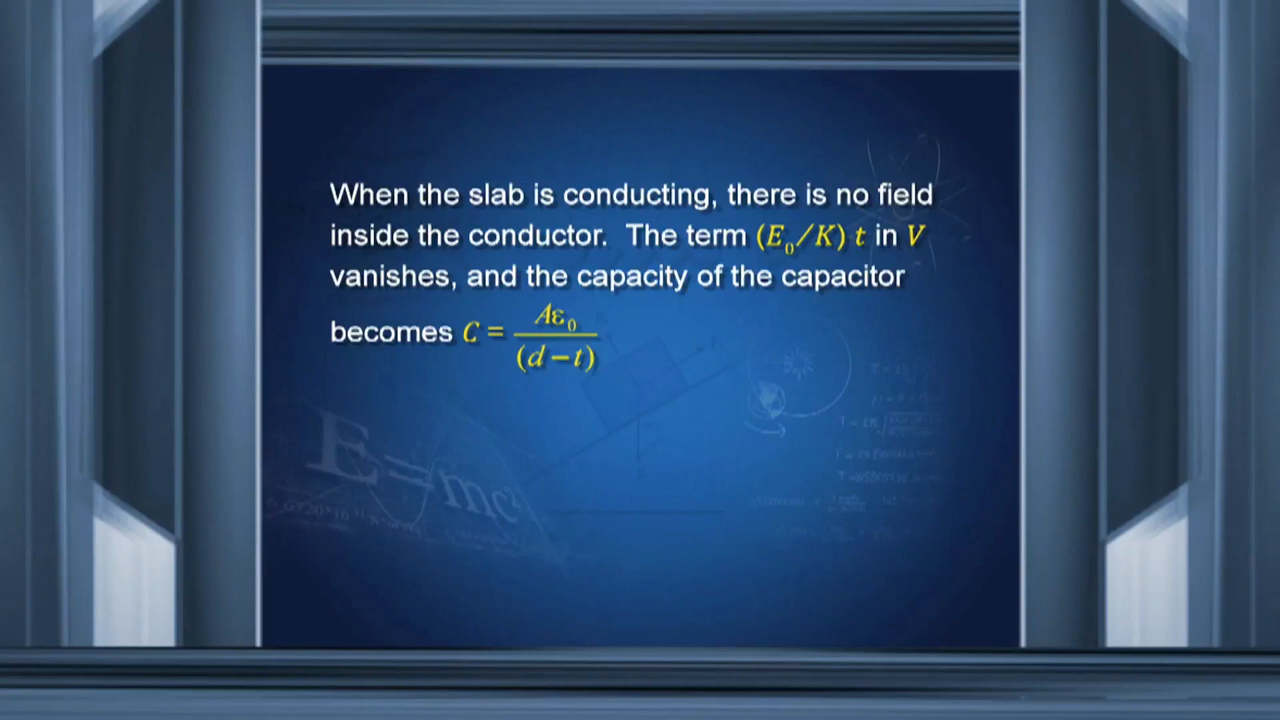 When the slab is conducting, there is no field
inside the conductor. The term (E₀/K) t in V
vanishes, and the capacity of the capacitor
becomes C = Aε₀ / (d – t)
E=mc²